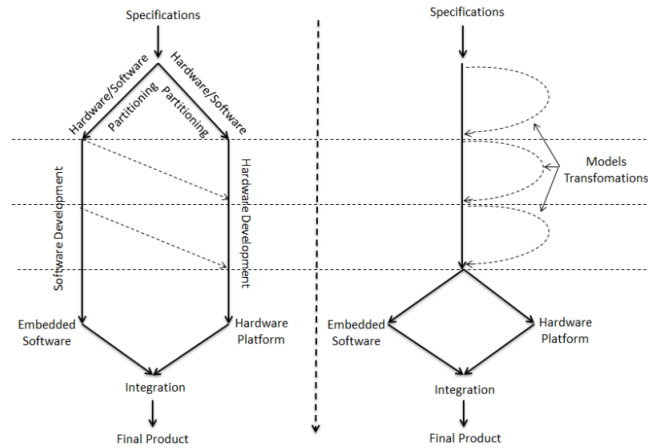 Specifications
Hardware/Software
Partitioning
Hardware/Software
Partitioning
Software Development
Hardware Development
Embedded
Software
Hardware
Platform
Integration
Final Product
Specifications
Models
Transfomations
Embedded
Software
Hardware
Platform
Integration
Final Product